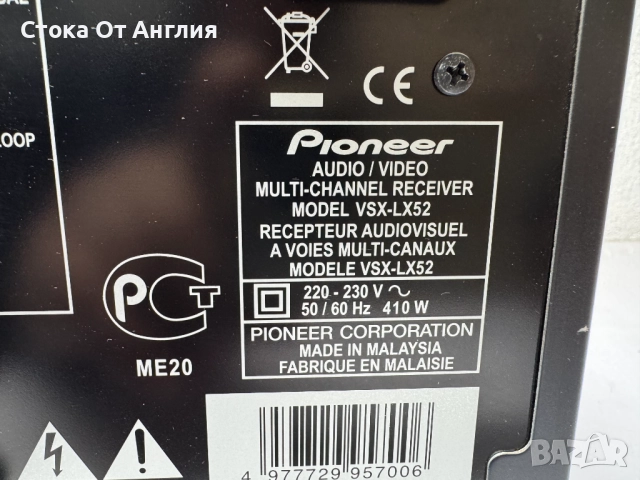 Стока От Англия
OOP
CE
Pioneer
AUDIO / VIDEO
MULTI-CHANNEL RECEIVER
MODEL VSX-LX52
RECEPTEUR AUDIOVISUEL
A VOIES MULTI-CANAUX
MODELE VSX-LX52
220 - 230 V ~
50 / 60 Hz 410 W
PIONEER CORPORATION
MADE IN MALAYSIA
FABRIQUE EN MALAISIE
PCT
ME20
4 977729 957006
BAZAR